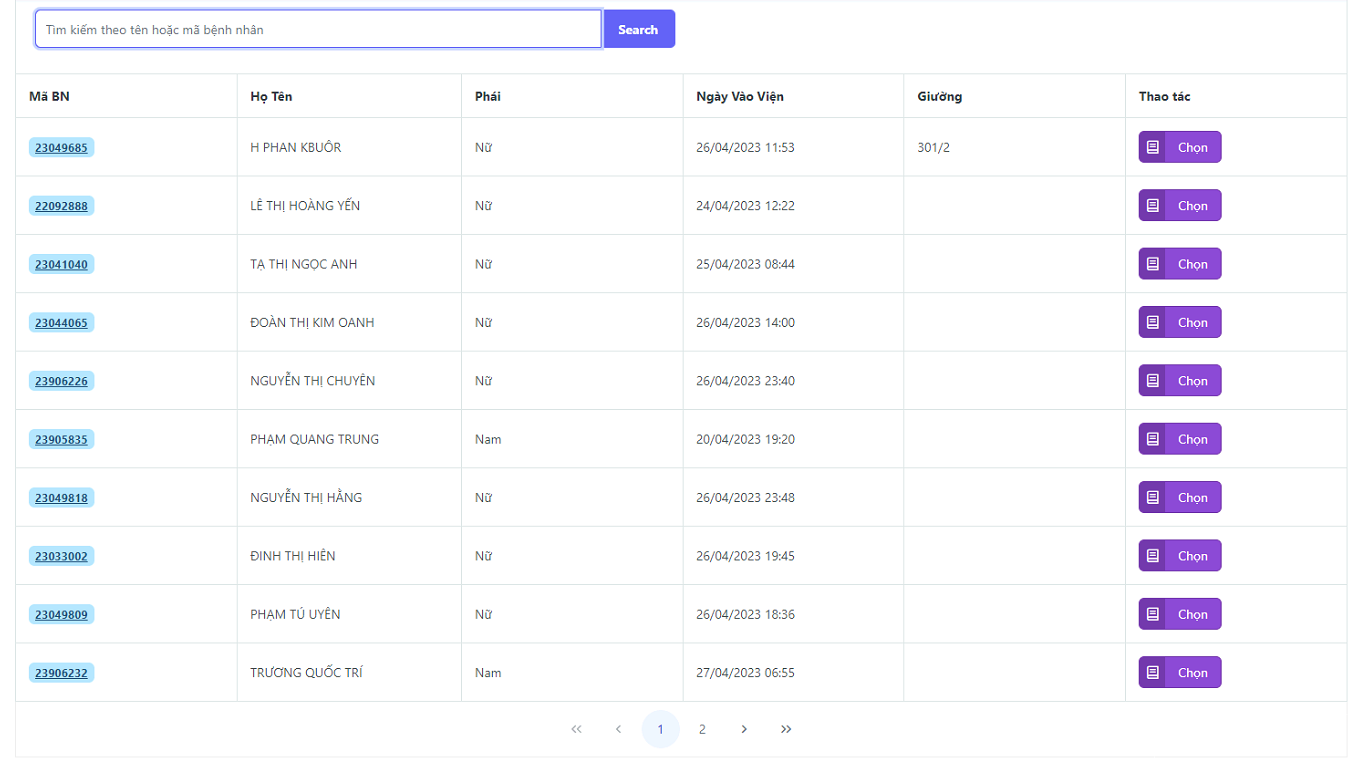 Tìm kiếm theo tên hoặc mã bệnh nhân Search
Mã BN Họ Tên Phái Ngày Vào Viện Giường Thao tác
23049685 H PHAN KBUÔR Nữ 26/04/2023 11:53 301/2 Chọn
22092888 LÊ THỊ HOÀNG YẾN Nữ 24/04/2023 12:22 Chọn
23041040 TẠ THỊ NGỌC ANH Nữ 25/04/2023 08:44 Chọn
23044065 ĐOÀN THỊ KIM OANH Nữ 26/04/2023 14:00 Chọn
23906226 NGUYỄN THỊ CHUYÊN Nữ 26/04/2023 23:40 Chọn
23905835 PHẠM QUANG TRUNG Nam 20/04/2023 19:20 Chọn
23049818 NGUYỄN THỊ HẰNG Nữ 26/04/2023 23:48 Chọn
23033002 ĐINH THỊ HIÊN Nữ 26/04/2023 19:45 Chọn
23049809 PHẠM TÚ UYÊN Nữ 26/04/2023 18:36 Chọn
23906232 TRƯƠNG QUỐC TRÍ Nam 27/04/2023 06:55 Chọn
« ‹ 1 2 › »